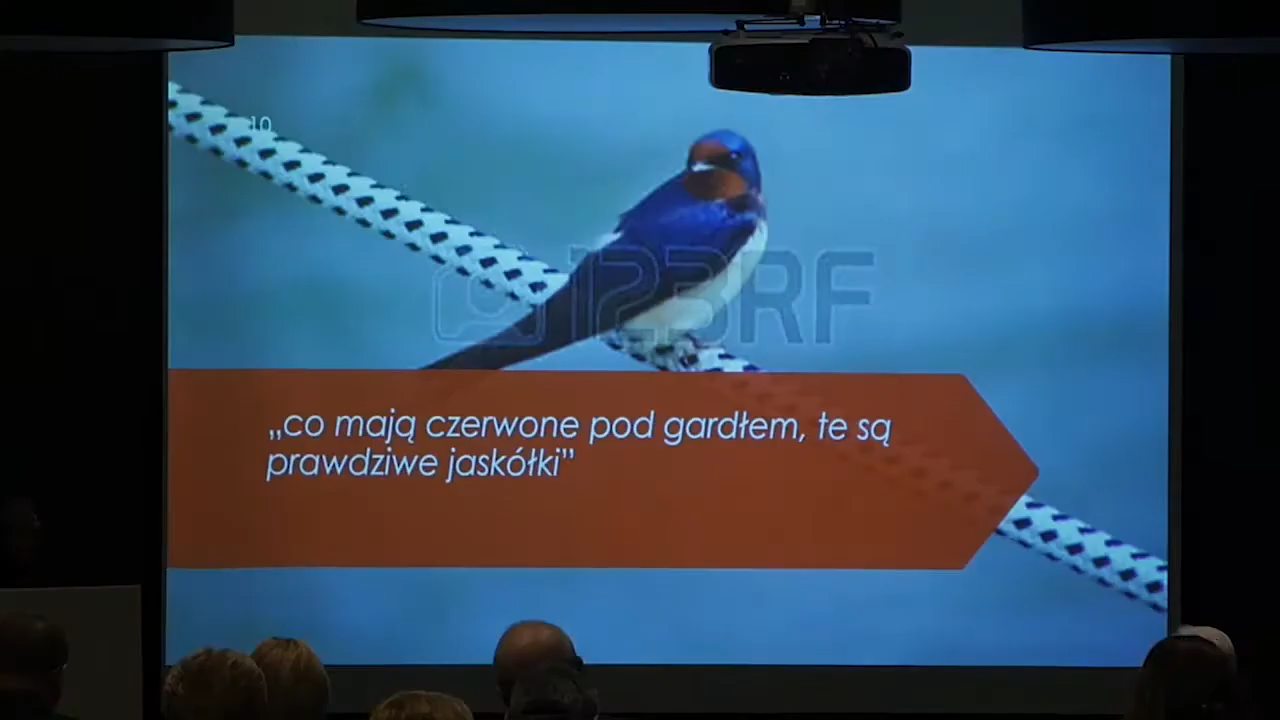 10
123RF
„co mają czerwone pod gardłem, te są
prawdziwe jaskółki”